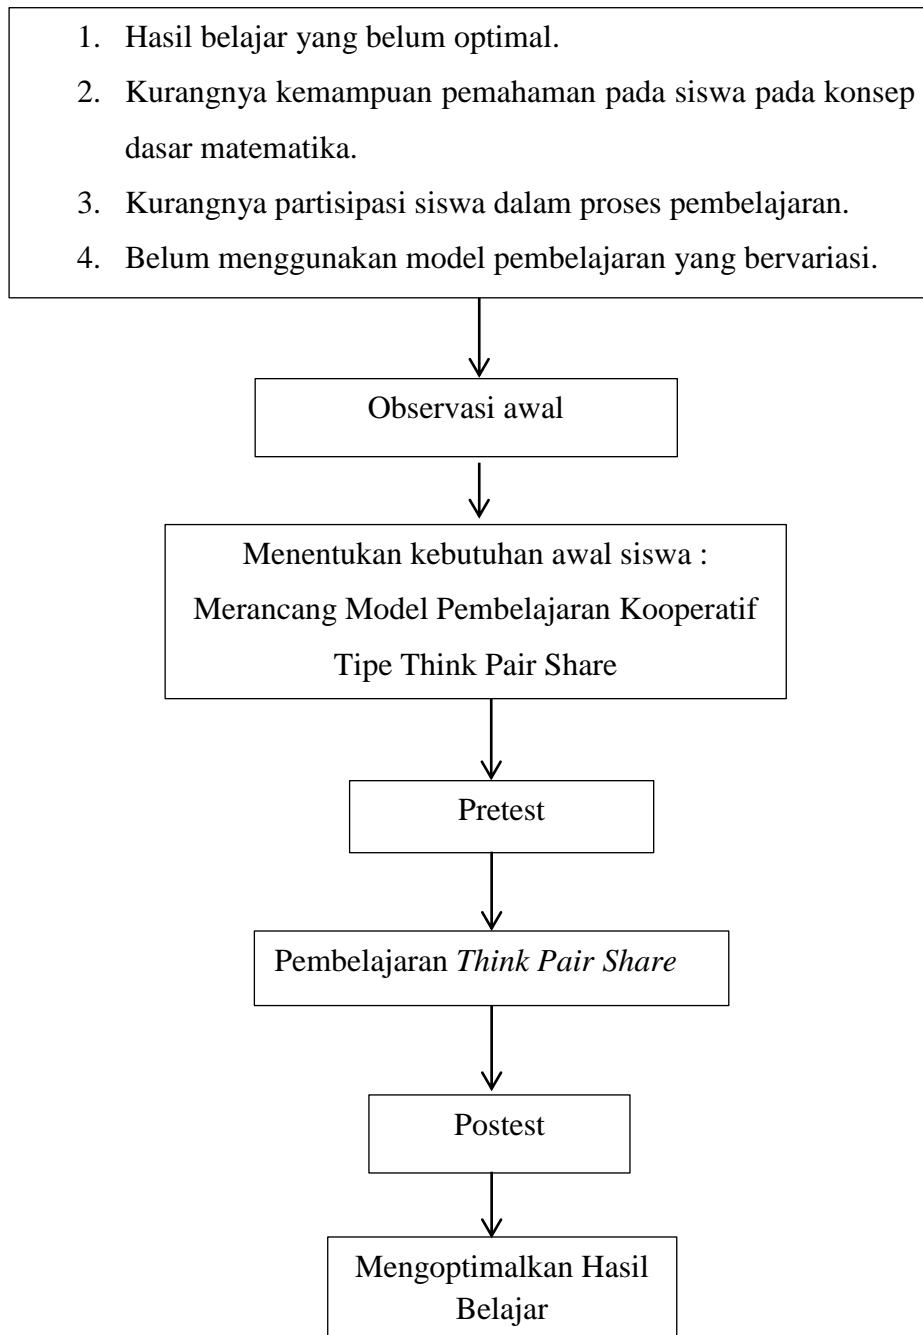 1. Hasil belajar yang belum optimal.
2. Kurangnya kemampuan pemahaman pada siswa pada konsep
dasar matematika.
3. Kurangnya partisipasi siswa dalam proses pembelajaran.
4. Belum menggunakan model pembelajaran yang bervariasi.
Observasi awal
Menentukan kebutuhan awal siswa :
Merancang Model Pembelajaran Kooperatif
Tipe Think Pair Share
Pretest
Pembelajaran Think Pair Share
Postest
Mengoptimalkan Hasil
Belajar